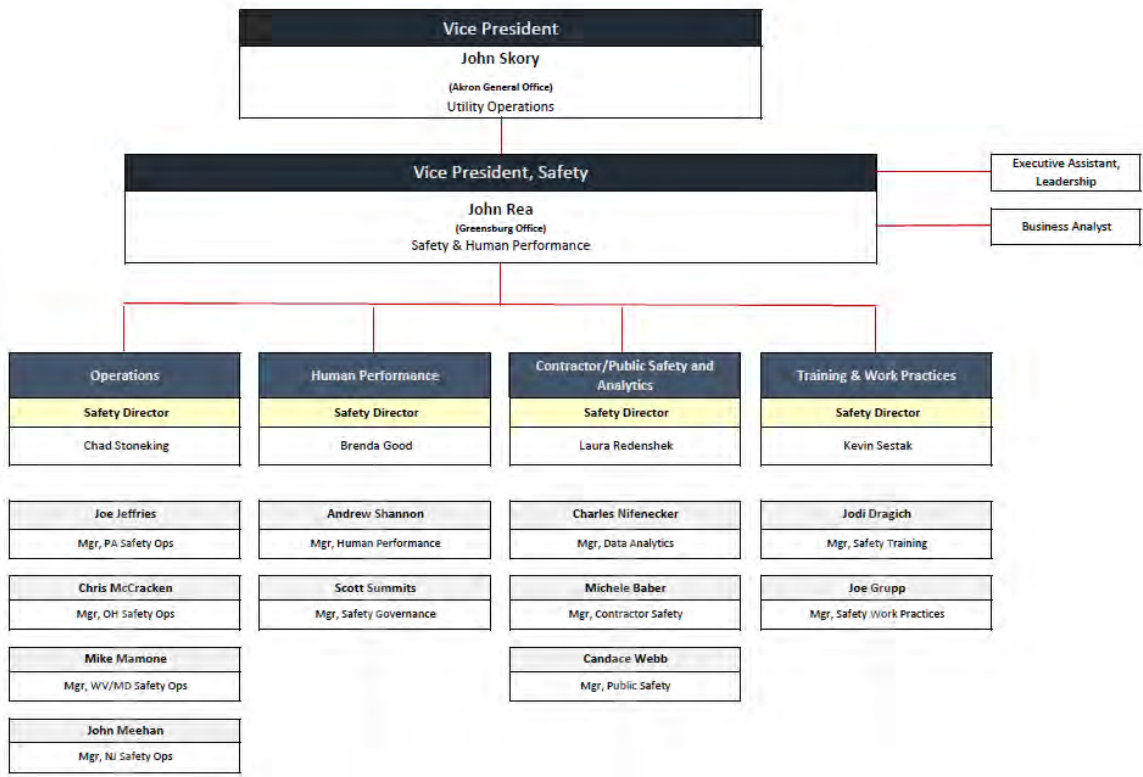 Vice President
John Skory
(Akron General Office)
Utility Operations
Vice President, Safety
John Rea
(Greensburg Office)
Safety & Human Performance
Executive Assistant,
Leadership
Business Analyst
Operations
Safety Director
Chad Stoneking
Joe Jeffries
Mgr, PA Safety Ops
Chris McCracken
Mgr, OH Safety Ops
Mike Mamone
Mgr, WV/MD Safety Ops
John Meehan
Mgr, NJ Safety Ops
Human Performance
Safety Director
Brenda Good
Andrew Shannon
Mgr, Human Performance
Scott Summits
Mgr, Safety Governance
Contractor/Public Safety and
Analytics
Safety Director
Laura Redenshek
Charles Nifenecker
Mgr, Data Analytics
Michele Baber
Mgr, Contractor Safety
Candace Webb
Mgr, Public Safety
Training & Work Practices
Safety Director
Kevin Sestak
Jodi Dragich
Mgr, Safety Training
Joe Grupp
Mgr, Safety Work Practices